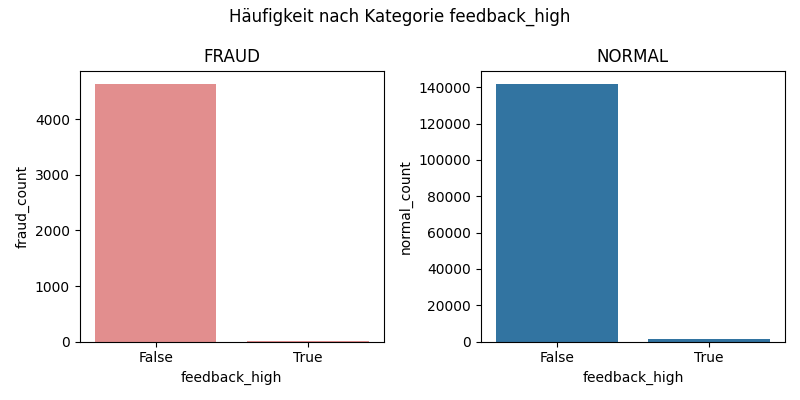 Häufigkeit nach Kategorie feedback_high
FRAUD
fraud_count
4000
3000
2000
1000
0
False
True
feedback_high
NORMAL
normal_count
140000
120000
100000
80000
60000
40000
20000
0
False
True
feedback_high